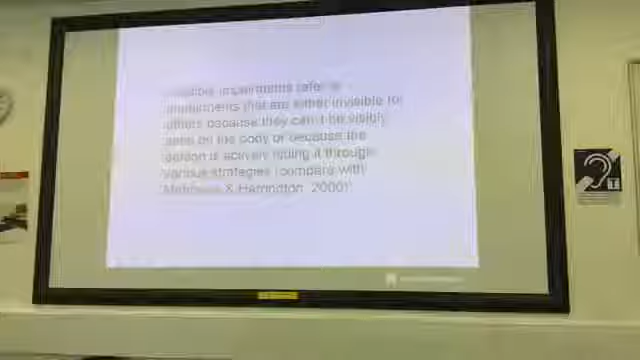 impairments refer to
impairments that are either invisible for
others because they can't be visibly
seen on the body or because the
person is actively hiding it through
various strategies (compare with
Matthews & Harrington, 2000)
T